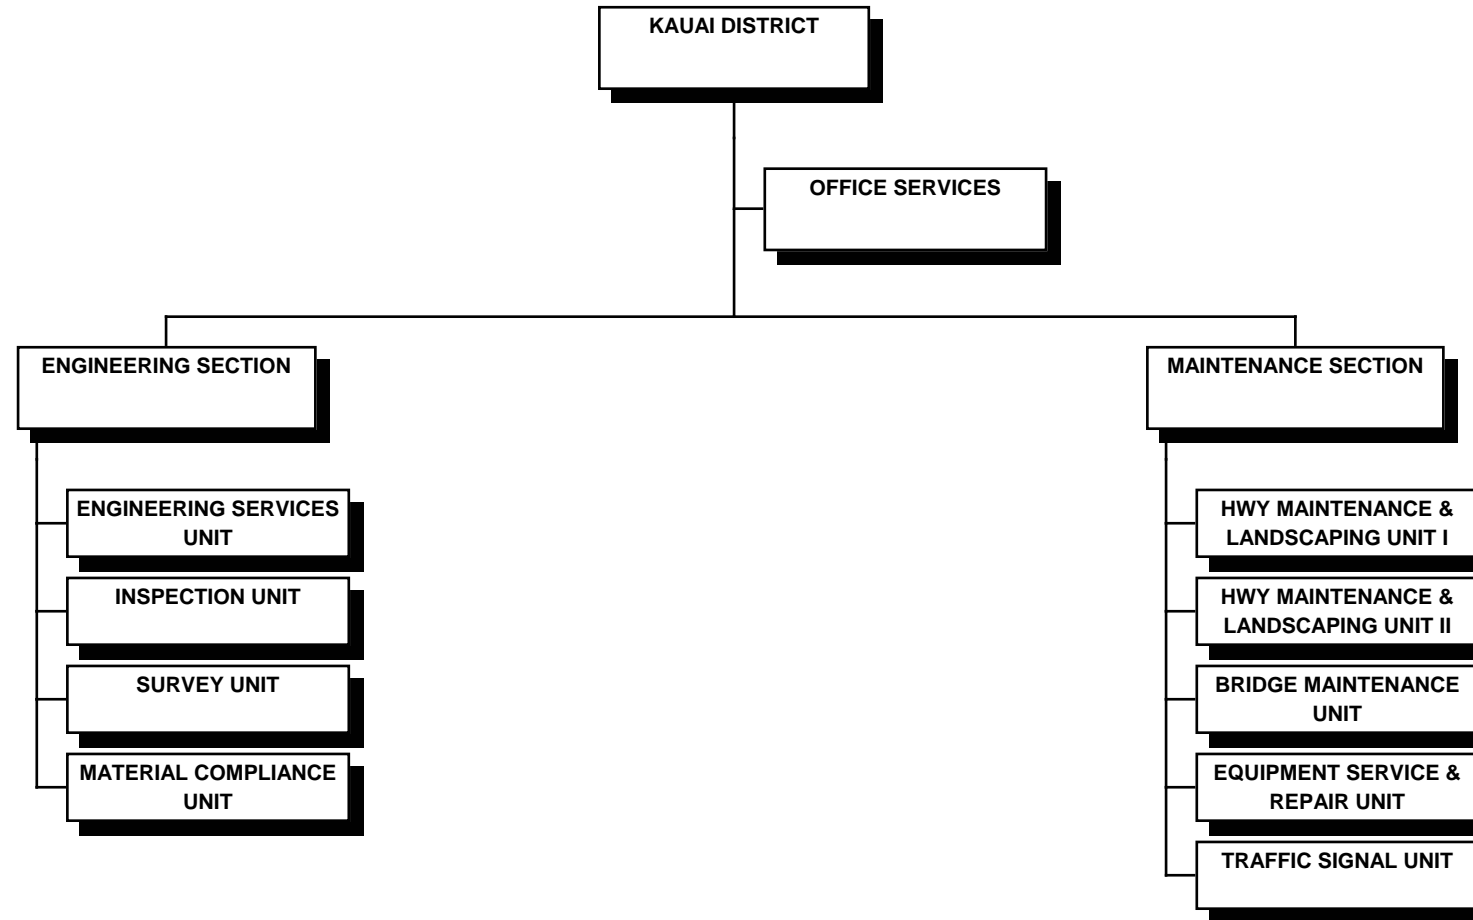 KAUAI DISTRICT
OFFICE SERVICES
ENGINEERING SECTION
MAINTENANCE SECTION
ENGINEERING SERVICES
UNIT
INSPECTION UNIT
SURVEY UNIT
MATERIAL COMPLIANCE
UNIT
HWY MAINTENANCE &
LANDSCAPING UNIT I
HWY MAINTENANCE &
LANDSCAPING UNIT II
BRIDGE MAINTENANCE
UNIT
EQUIPMENT SERVICE &
REPAIR UNIT
TRAFFIC SIGNAL UNIT